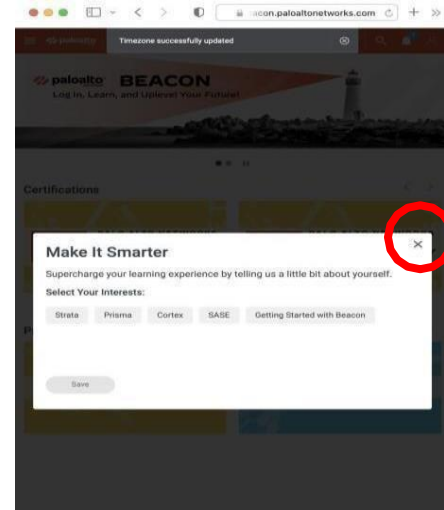 acon.paloaltonetworks.com
paloalto
Timezone successfully updated
paloalto BEACON
Log in, Learn, and Uplevel Your Future!
Certifications
Make It Smarter
Supercharge your learning experience by telling us a little bit about yourself.
Select Your Interests:
Strata Prisma Cortex SASE Getting Started with Beacon
Save